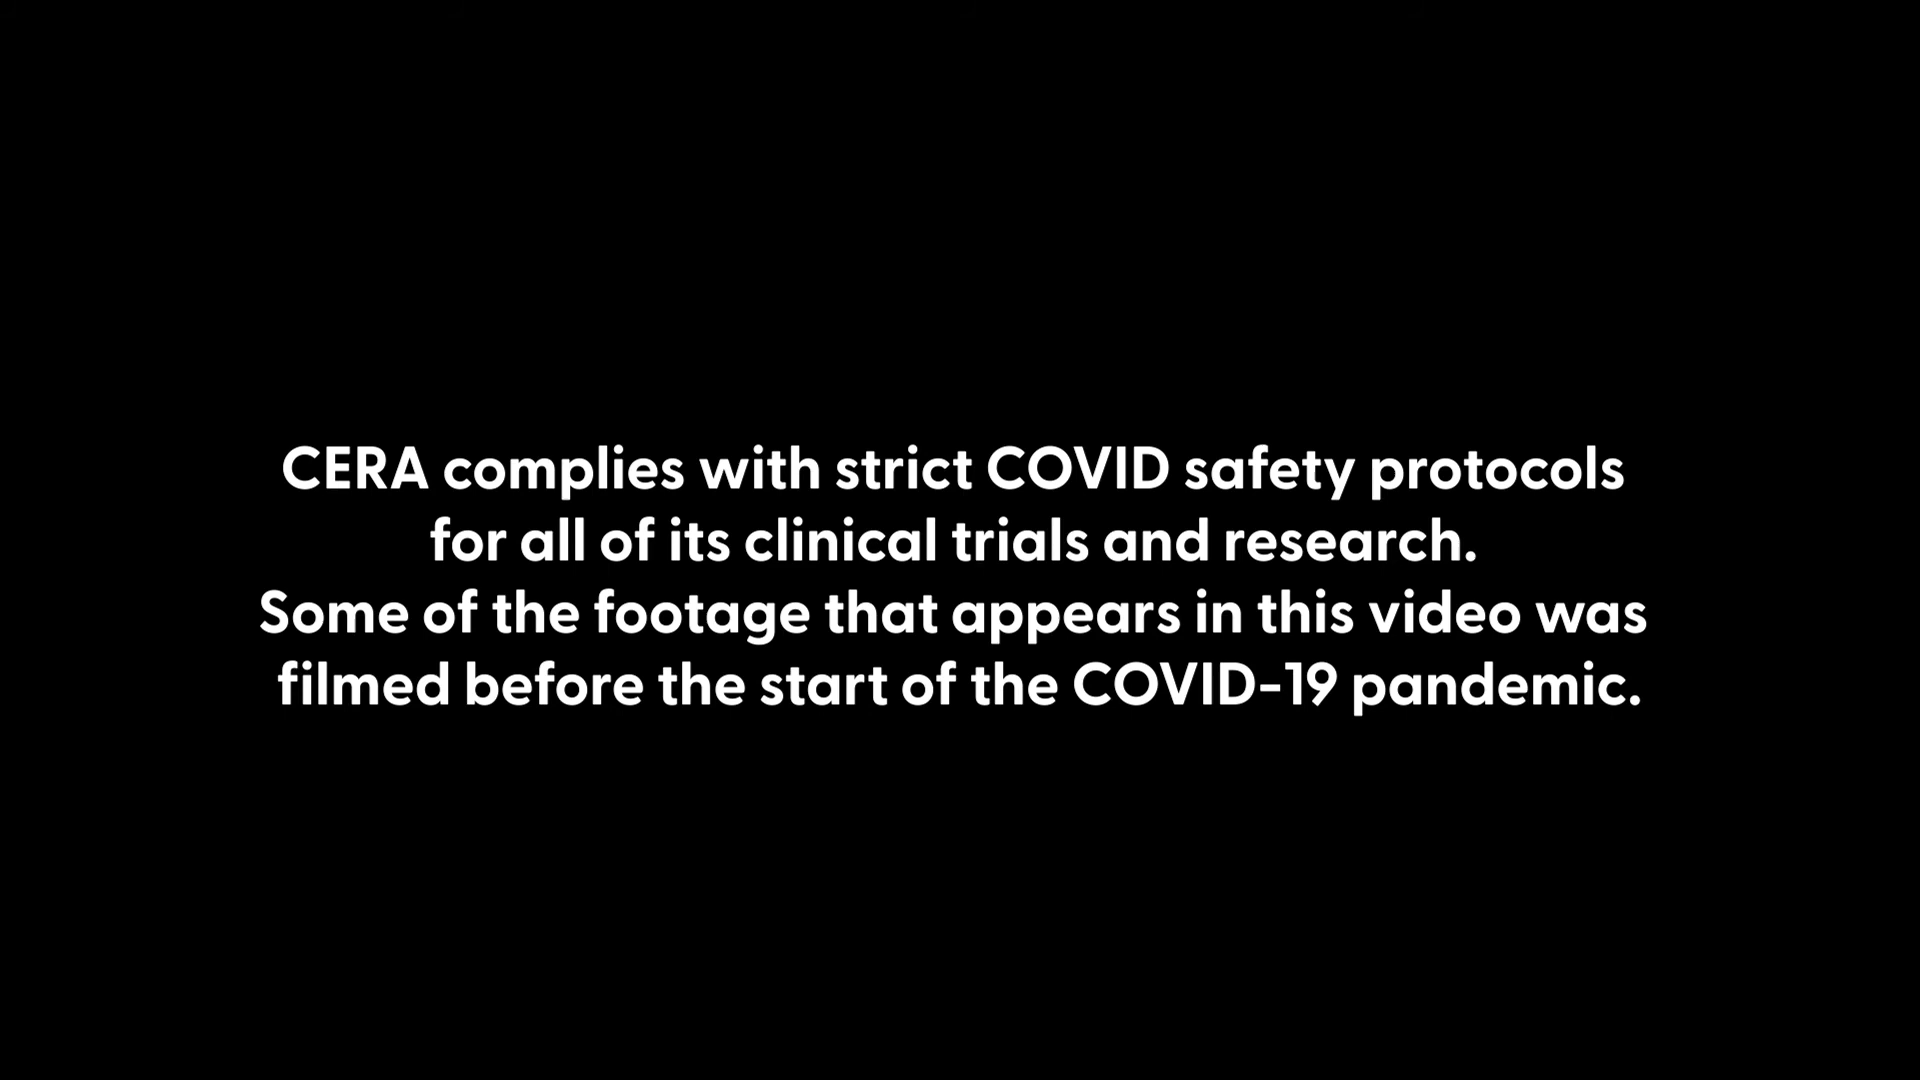 CERA complies with strict COVID safety protocols
for all of its clinical trials and research.
Some of the footage that appears in this video was
filmed before the start of the COVID-19 pandemic.